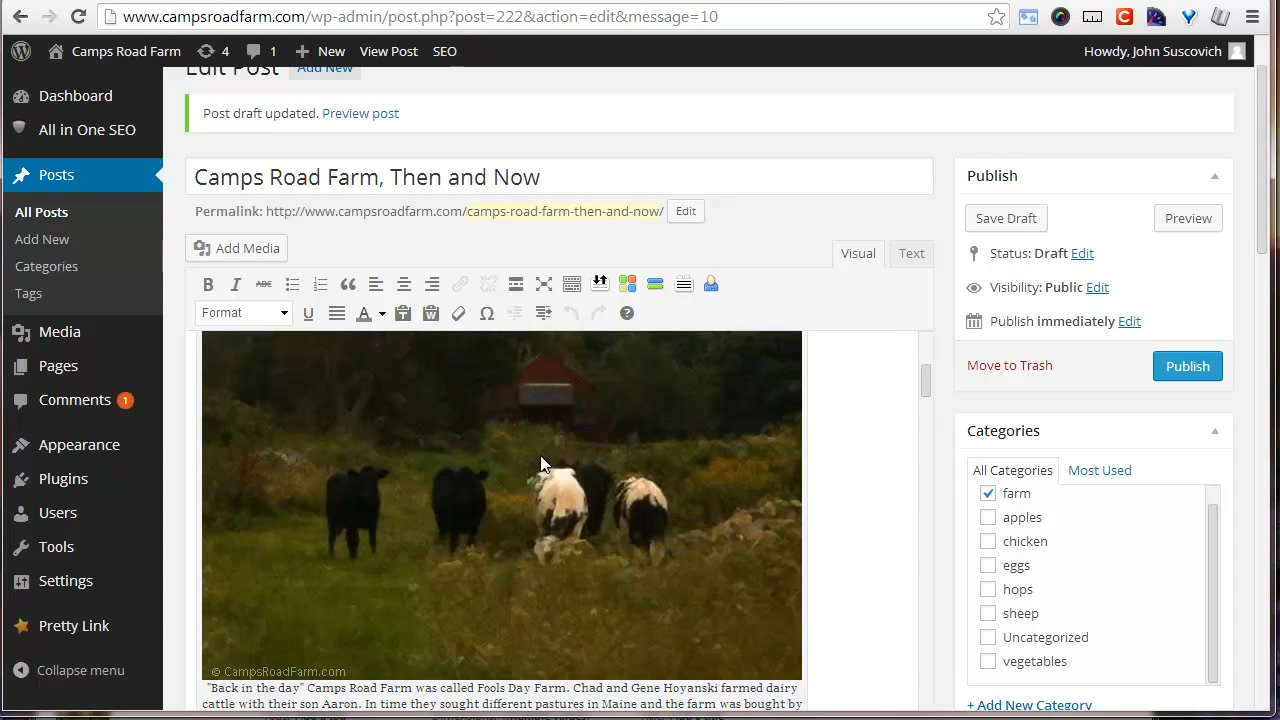 www.campsroadfarm.com/wp-admin/post.php?post=222&action=edit&message=10
Camps Road Farm 4 1 New View Post SEO Howdy, John Suscovich
Edit Post Add New
Dashboard
All in One SEO
Posts
All Posts
Add New
Categories
Tags
Media
Pages
Comments 1
Appearance
Plugins
Users
Tools
Settings
Pretty Link
Collapse menu
Post draft updated. Preview post
Camps Road Farm, Then and Now
Permalink: http://www.campsroadfarm.com/camps-road-farm-then-and-now/ Edit
Add Media
Visual Text
B I ABC
Format U A
© CampsRoadFarm.com
"Back in the day" Camps Road Farm was called Fools Day Farm. Chad and Gene Hoyanski farmed dairy
cattle with their son Aaron. In time they sought different pastures in Maine and the farm was bought by
Publish
Save Draft Preview
Status: Draft Edit
Visibility: Public Edit
Publish immediately Edit
Move to Trash Publish
Categories
All Categories Most Used
farm
apples
chicken
eggs
hops
sheep
Uncategorized
vegetables
+ Add New Category